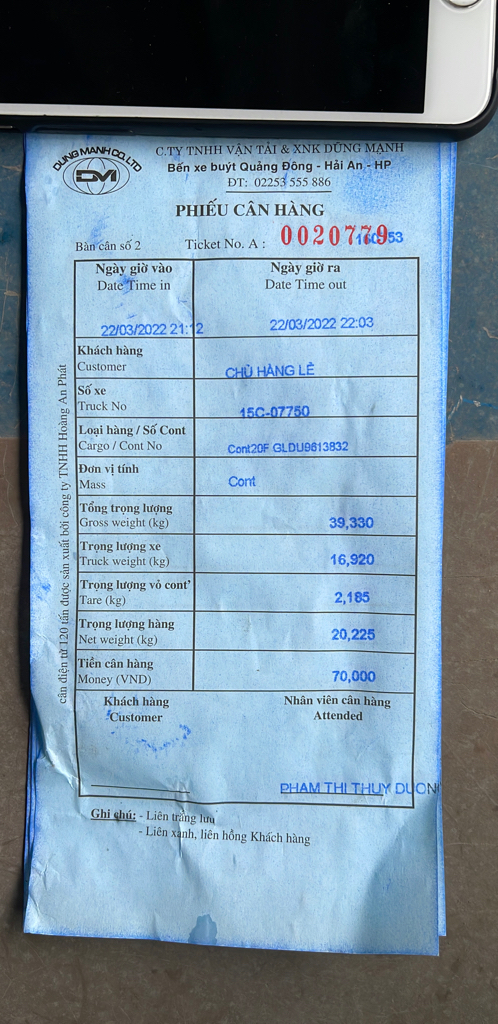 DUNG MANH CO.,LTD
DM
C.TY TNHH VẬN TẢI & XNK DŨNG MẠNH
Bến xe buýt Quảng Đông - Hải An - HP
ĐT: 02253 555 886
PHIẾU CÂN HÀNG
Bàn cân số 2 Ticket No. A : 0020779
Ngày giờ vào Ngày giờ ra
Date Time in Date Time out
22/03/2022 21:12 22/03/2022 22:03
Khách hàng
Customer CHỦ HÀNG LẺ
Số xe
Truck No 15C-07750
Loại hàng / Số Cont
Cargo / Cont No Cont20F GLDU9613832
Đơn vị tính
Mass Cont
Tổng trọng lượng
Gross weight (kg) 39,330
Trọng lượng xe
Truck weight (kg) 16,920
Trọng lượng vỏ cont'
Tare (kg) 2,185
Trọng lượng hàng
Net weight (kg) 20,225
Tiền cân hàng
Money (VND) 70,000
Khách hàng Nhân viên cân hàng
Customer Attended
PHAM THI THUY DUON
Ghi chú: - Liên trắng lưu
- Liên xanh, liên hồng Khách hàng
cân điện tử 120 tấn được sản xuất bởi công ty TNHH Hoàng An Phát